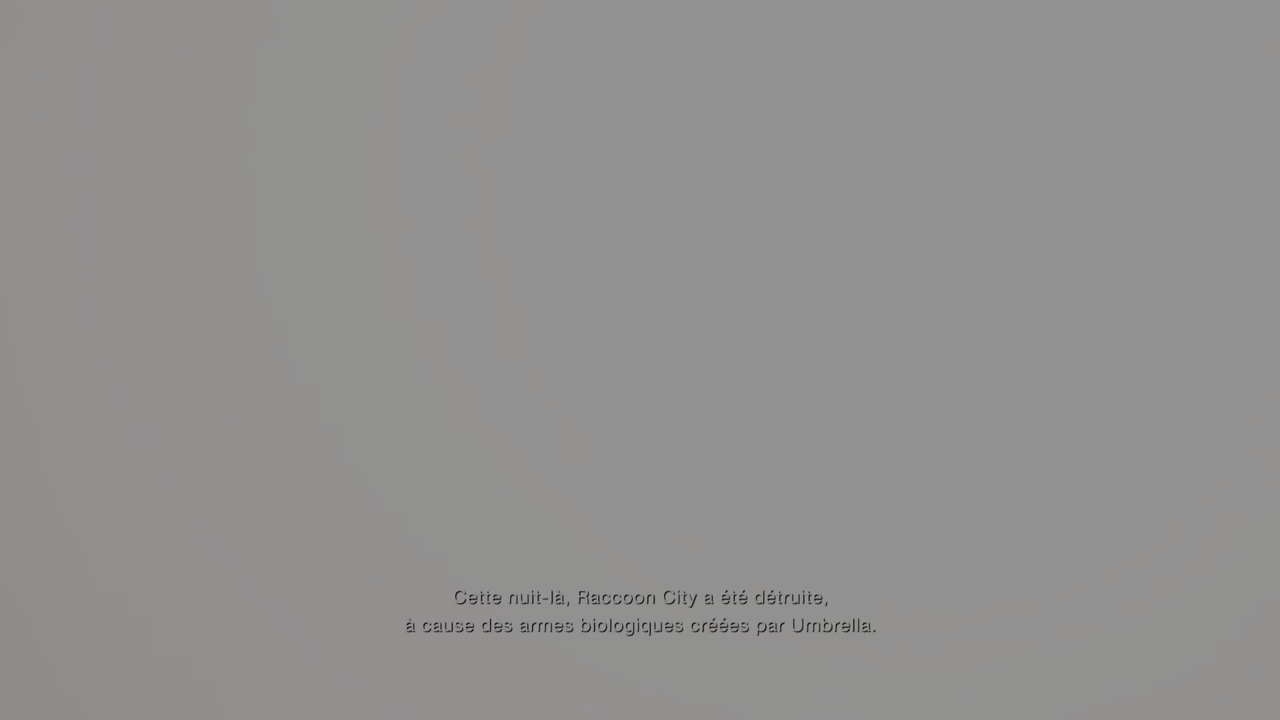 Cette nuit-là, Raccoon City a été détruite,
à cause des armes biologiques créées par Umbrella.